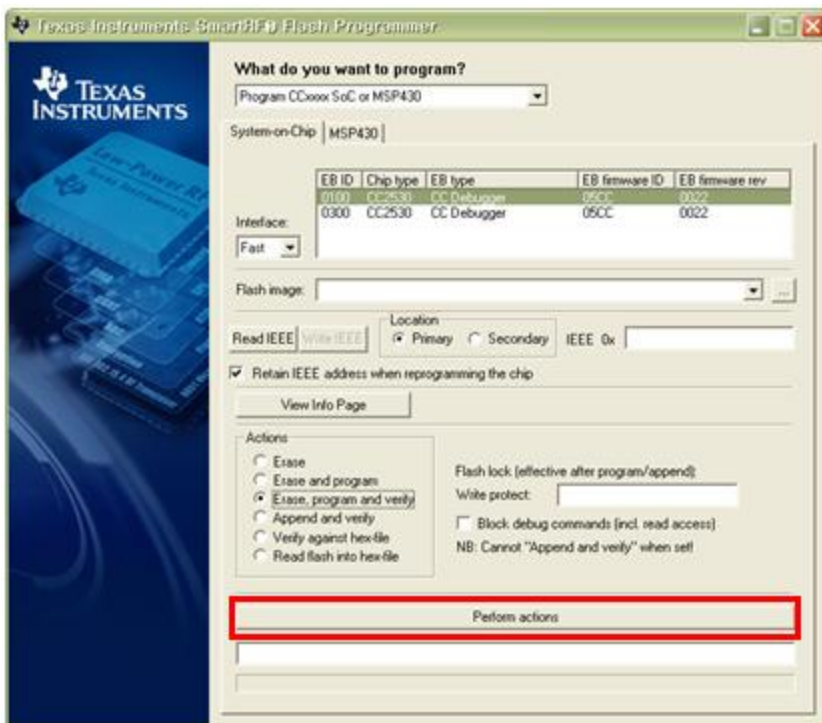 Texas Instruments SmartRF® Flash Programmer
TEXAS
INSTRUMENTS
What do you want to program?
Program CCxxxx SoC or MSP430
System-on-Chip MSP430
EB ID Chip type EB type EB firmware ID EB firmware rev
0100 CC2530 CC Debugger 05CC 0022
0300 CC2530 CC Debugger 05CC 0022
Interface:
Fast
Flash image:
...
Location
Read IEEE Write IEEE Primary Secondary IEEE 0x
Retain IEEE address when reprogramming the chip
View Info Page
Actions
Erase
Erase and program
Erase, program and verify
Append and verify
Verify against hex-file
Read flash into hex-file
Flash lock (effective after program/append):
Write protect:
Block debug commands (incl. read access)
NB: Cannot "Append and verify" when set!
Perform actions
Low-Power RF
Texas Instruments